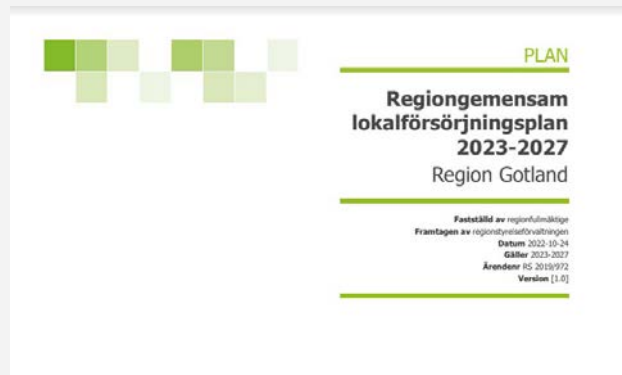 PLAN
Regiongemensam
lokalförsörjningsplan
2023-2027
Region Gotland
Fastställd av regionfullmäktige
Framtagen av regionstyrelseförvaltningen
Datum 2022-10-24
Gäller 2023-2027
Ärendenr RS 2019/972
Version [1.0]